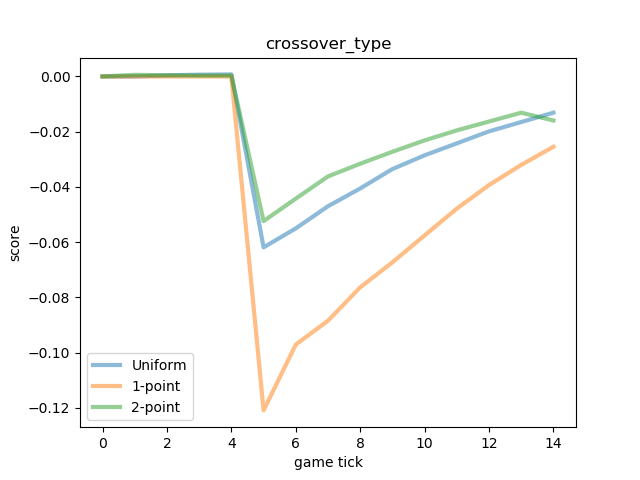 crossover_type
0.00
−0.02
−0.04
−0.06
−0.08
−0.10
−0.12
score
Uniform
1-point
2-point
0 2 4 6 8 10 12 14
game tick